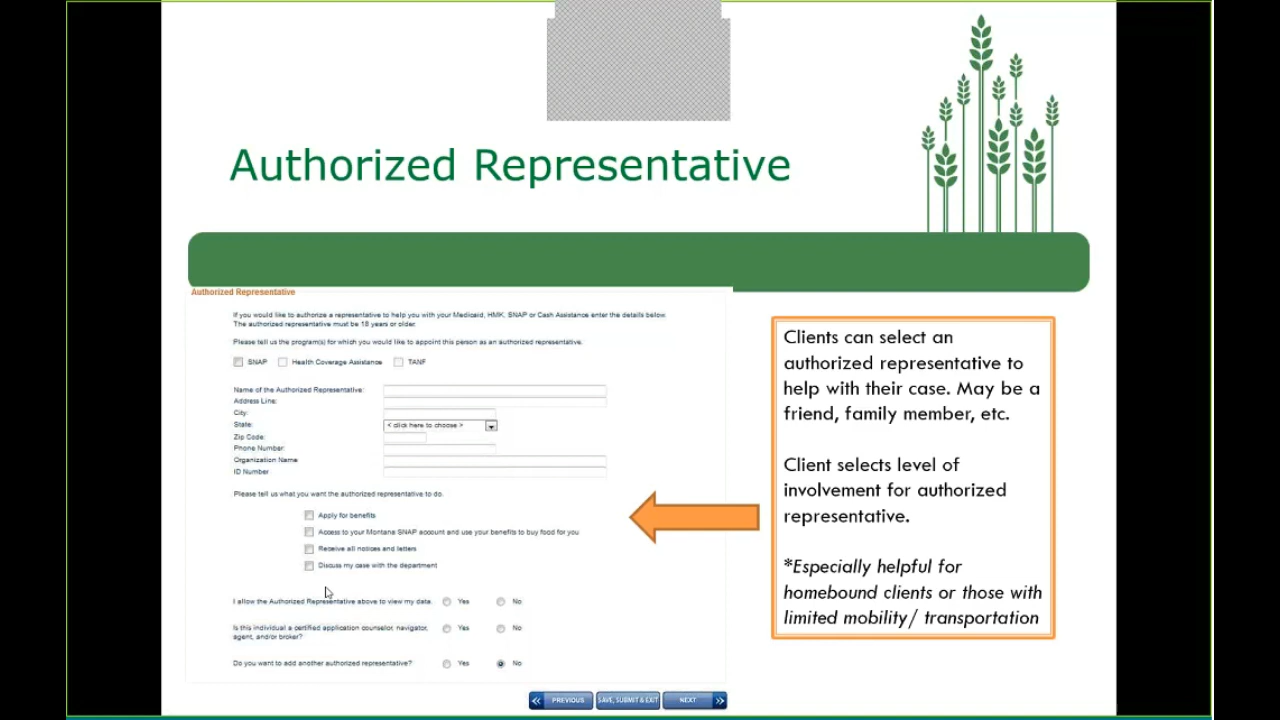 Authorized Representative
Authorized Representative
If you would like to authorize a representative to help you with your Medicaid, HMK, SNAP or Cash Assistance enter the details below.
The authorized representative must be 18 years or older.
Please tell us the program(s) for which you would like to appoint this person as an authorized representative.
SNAP Health Coverage Assistance TANF
Name of the Authorized Representative:
Address Line:
City:
State: < click here to choose >
Zip Code:
Phone Number:
Organization Name
ID Number
Please tell us what you want the authorized representative to do.
Apply for benefits
Access to your Montana SNAP account and use your benefits to buy food for you
Receive all notices and letters
Discuss my case with the department
I allow the Authorized Representative above to view my data. Yes No
Is this individual a certified application counselor, navigator, Yes No
agent, and/or broker?
Do you want to add another authorized representative? Yes No
PREVIOUS SAVE, SUBMIT & EXIT NEXT
Clients can select an
authorized representative to
help with their case. May be a
friend, family member, etc.
Client selects level of
involvement for authorized
representative.
*Especially helpful for
homebound clients or those with
limited mobility/ transportation